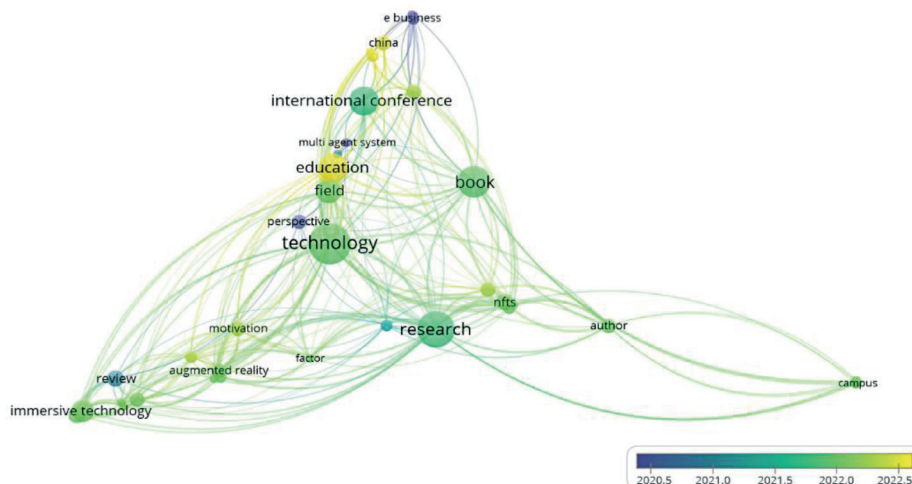 e business
china
international conference
multi agent system
education
field
book
perspective
technology
nfts
research
author
motivation
factor
augmented reality
review
immersive technology
campus
2020.5 2021.0 2021.5 2022.0 2022.5